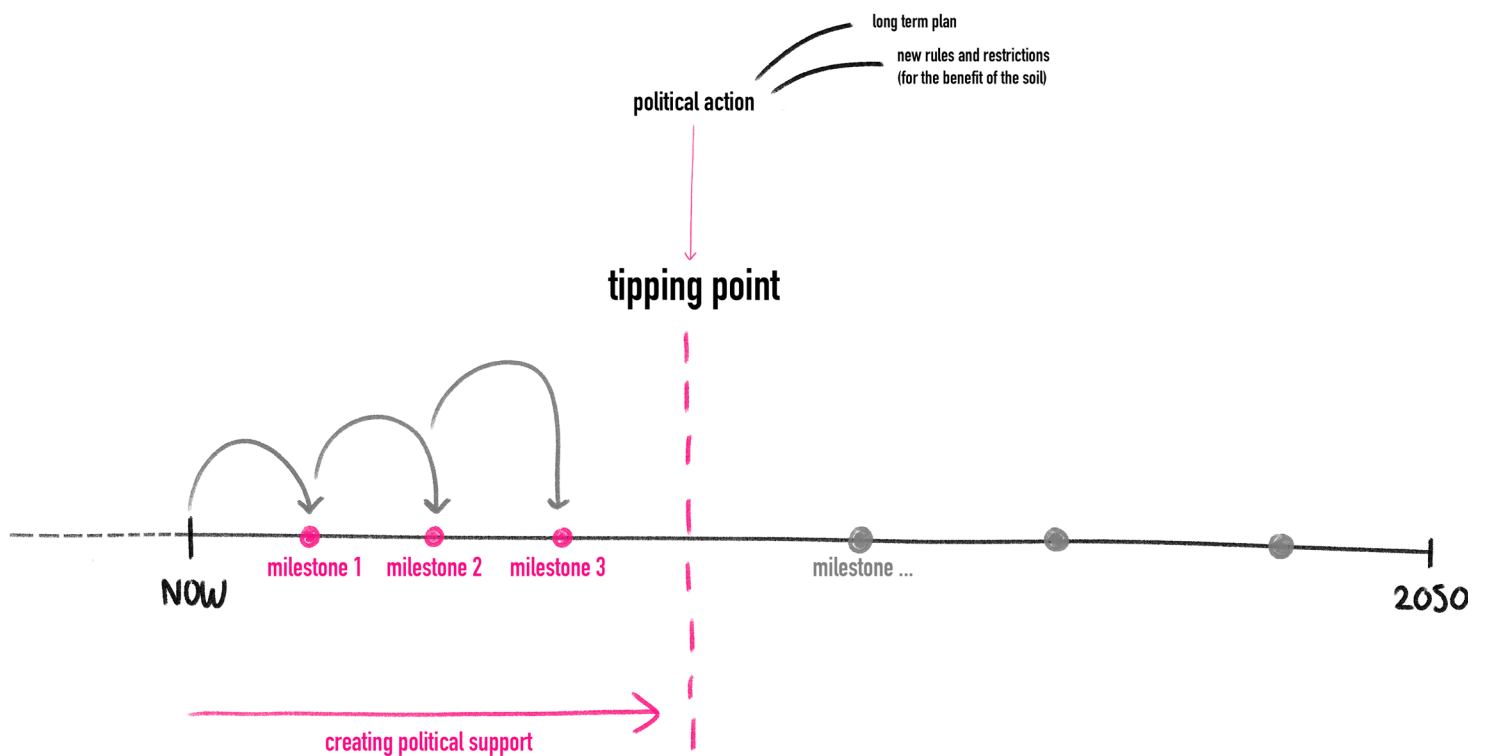 long term plan
new rules and restrictions
(for the benefit of the soil)
political action
tipping point
milestone 1
milestone 2
milestone 3
milestone ...
NOW
2050
creating political support